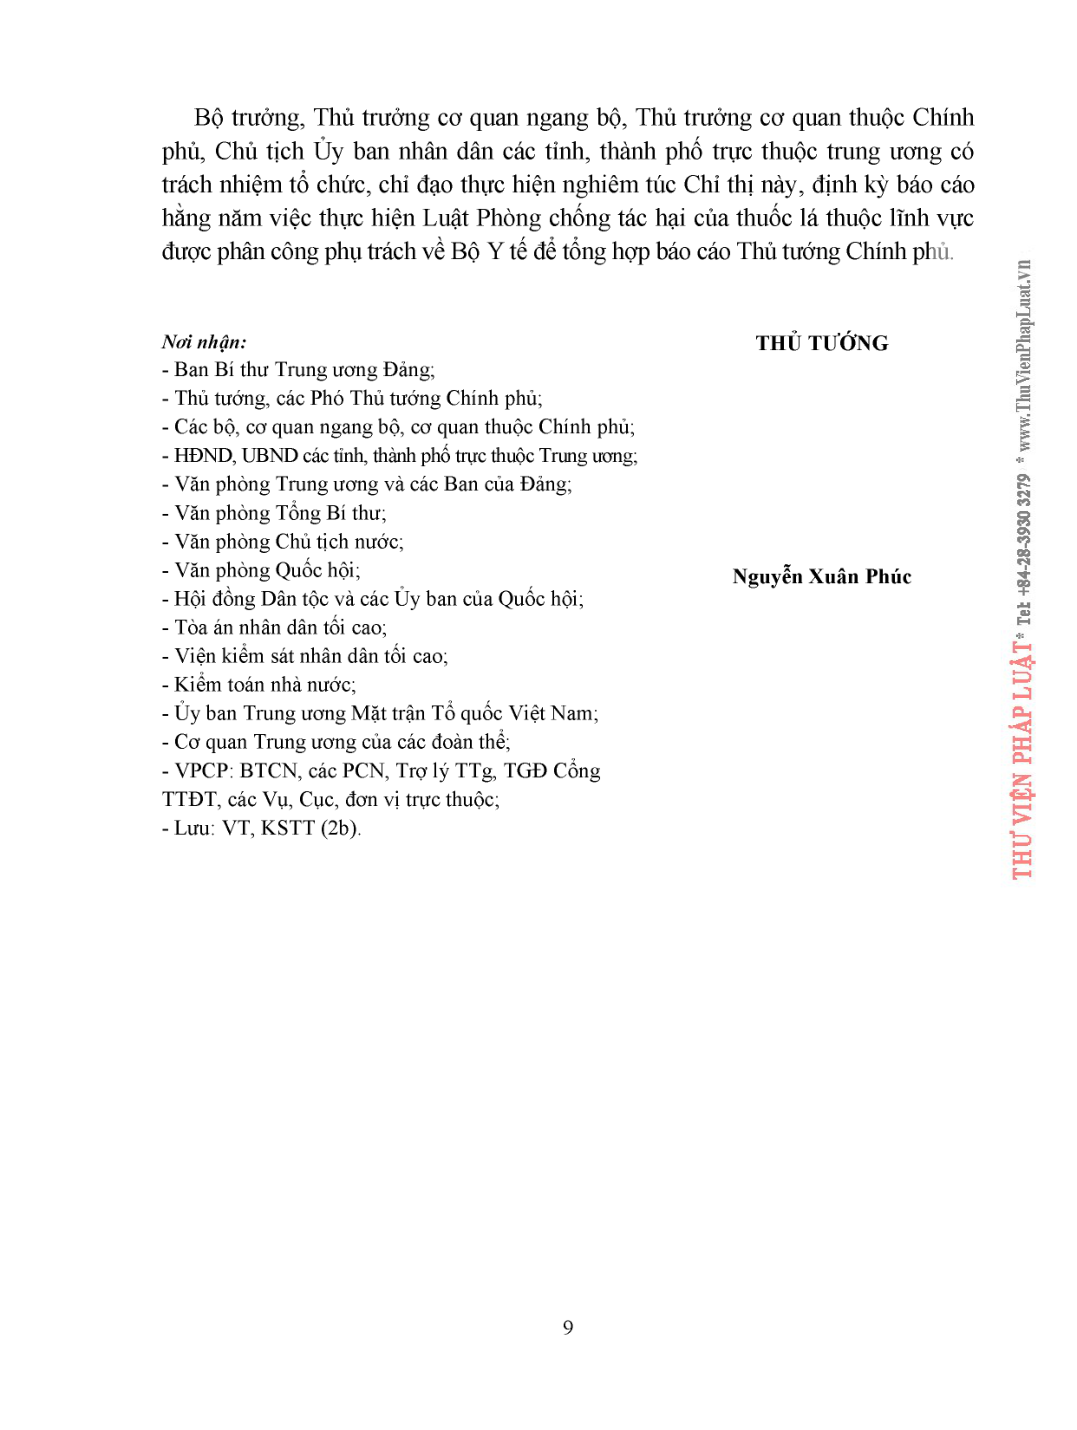 Bộ trưởng, Thủ trưởng cơ quan ngang bộ, Thủ trưởng cơ quan thuộc Chính
phủ, Chủ tịch Ủy ban nhân dân các tỉnh, thành phố trực thuộc trung ương có
trách nhiệm tổ chức, chỉ đạo thực hiện nghiêm túc Chỉ thị này, định kỳ báo cáo
hằng năm việc thực hiện Luật Phòng chống tác hại của thuốc lá thuộc lĩnh vực
được phân công phụ trách về Bộ Y tế để tổng hợp báo cáo Thủ tướng Chính phủ.
Nơi nhận:
- Ban Bí thư Trung ương Đảng;
- Thủ tướng, các Phó Thủ tướng Chính phủ;
- Các bộ, cơ quan ngang bộ, cơ quan thuộc Chính phủ;
- HĐND, UBND các tỉnh, thành phố trực thuộc Trung ương;
- Văn phòng Trung ương và các Ban của Đảng;
- Văn phòng Tổng Bí thư;
- Văn phòng Chủ tịch nước;
- Văn phòng Quốc hội;
- Hội đồng Dân tộc và các Ủy ban của Quốc hội;
- Tòa án nhân dân tối cao;
- Viện kiểm sát nhân dân tối cao;
- Kiểm toán nhà nước;
- Ủy ban Trung ương Mặt trận Tổ quốc Việt Nam;
- Cơ quan Trung ương của các đoàn thể;
- VPCP: BTCN, các PCN, Trợ lý TTg, TGĐ Cổng
TTĐT, các Vụ, Cục, đơn vị trực thuộc;
- Lưu: VT, KSTT (2b).
THỦ TƯỚNG
Nguyễn Xuân Phúc
THƯ VIỆN PHÁP LUẬT* Tel: +84-28-3930 3279 * www.ThuVienPhapLuat.vn
9